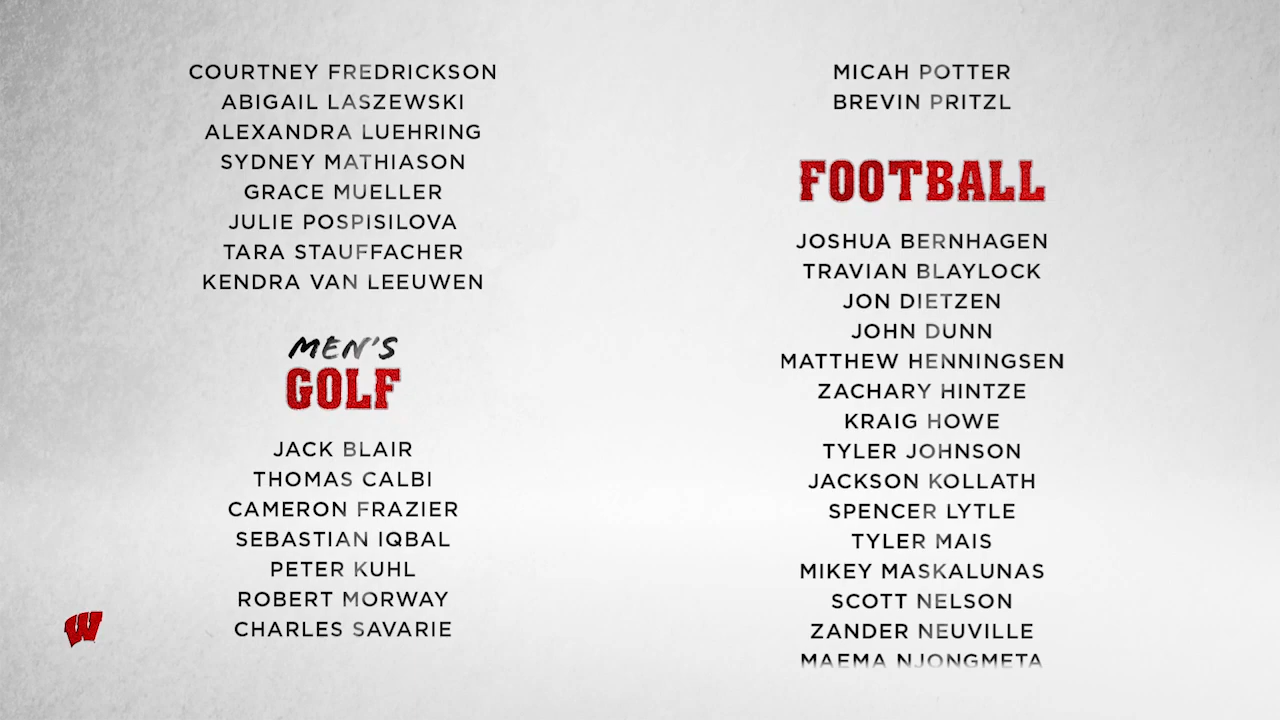 COURTNEY FREDRICKSON
ABIGAIL LASZEWSKI
ALEXANDRA LUEHRING
SYDNEY MATHIASON
GRACE MUELLER
JULIE POSPISILOVA
TARA STAUFFACHER
KENDRA VAN LEEUWEN
MEN'S
GOLF
JACK BLAIR
THOMAS CALBI
CAMERON FRAZIER
SEBASTIAN IQBAL
PETER KUHL
ROBERT MORWAY
CHARLES SAVARIE
W
MICAH POTTER
BREVIN PRITZL
FOOTBALL
JOSHUA BERNHAGEN
TRAVIAN BLAYLOCK
JON DIETZEN
JOHN DUNN
MATTHEW HENNINGSEN
ZACHARY HINTZE
KRAIG HOWE
TYLER JOHNSON
JACKSON KOLLATH
SPENCER LYTLE
TYLER MAIS
MIKEY MASKALUNAS
SCOTT NELSON
ZANDER NEUVILLE
MAEMA NJONGMETA